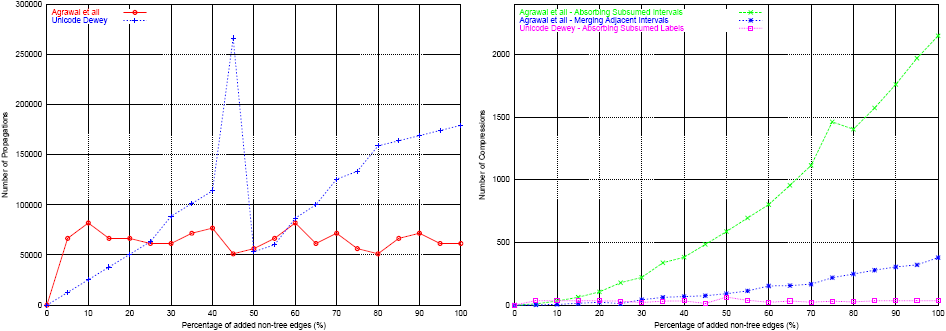 300000
250000
200000
150000
100000
50000
0
Number of Propagations
Agrawal et all
Unicode Dewey
0 10 20 30 40 50 60 70 80 90 100
Percentage of added non-tree edges (%)
2000
1500
1000
500
0
Number of Compressions
Agrawal et all - Absorbing Subsumed Intervals
Agrawal et all - Merging Adjacent Intervals
Unicode Dewey - Absorbing Subsumed Labels
0 10 20 30 40 50 60 70 80 90 100
Percentage of added non-tree edges (%)